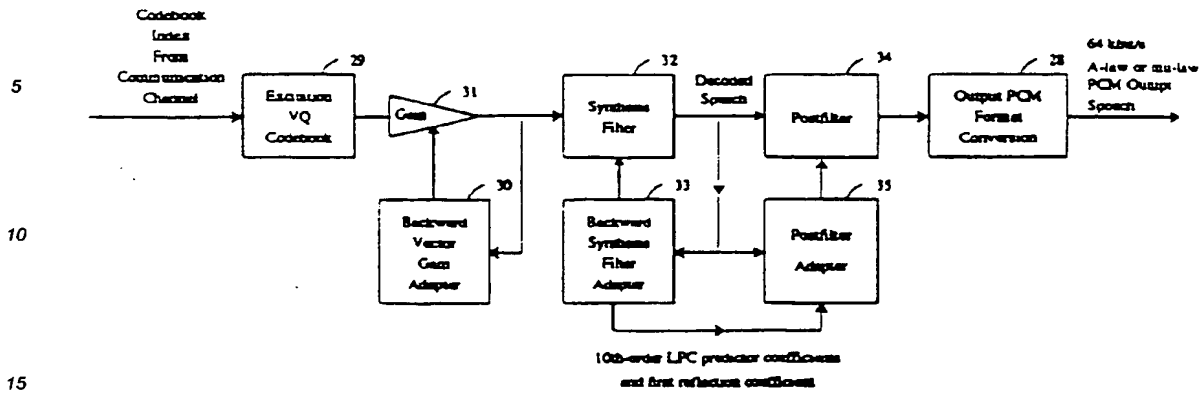 Codebook
Index
From
Communication
Channel
5
29
Excitation
VQ
Codebook
31
Gain
32
Synthesis
Filter
Decoded
Speech
34
Postfilter
28
Output PCM
Format
Conversion
64 kbit/s
A-law or mu-law
PCM Output
Speech
10
30
Backward
Vector
Gain
Adapter
33
Backward
Synthesis
Filter
Adapter
35
Postfilter
Adapter
10th-order LPC predictor coefficients
and first reflection coefficient
15